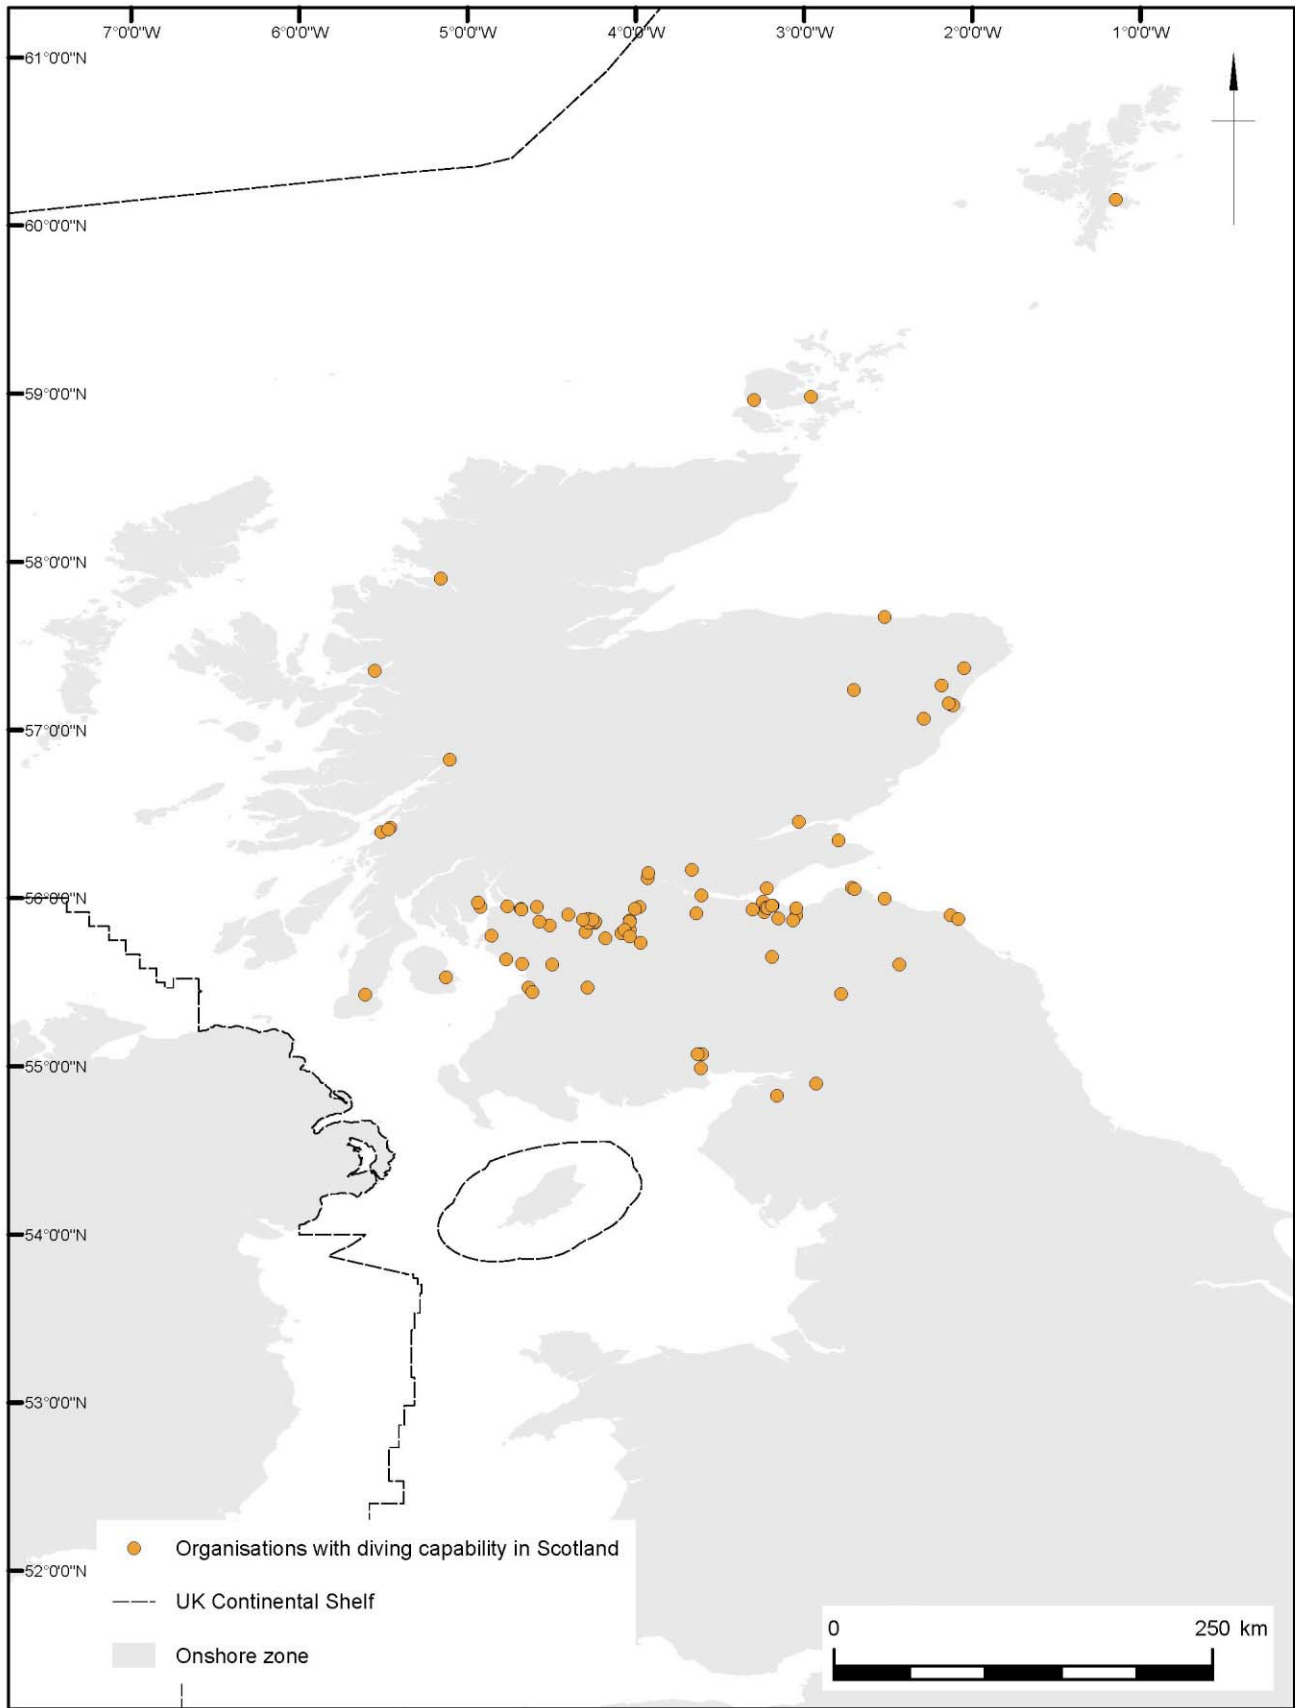 7°0'0"W 6°0'0"W 5°0'0"W 4°0'0"W 3°0'0"W 2°0'0"W 1°0'0"W
61°0'0"N
60°0'0"N
59°0'0"N
58°0'0"N
57°0'0"N
56°0'0"N
55°0'0"N
54°0'0"N
53°0'0"N
52°0'0"N
Organisations with diving capability in Scotland
UK Continental Shelf
Onshore zone
0 250 km